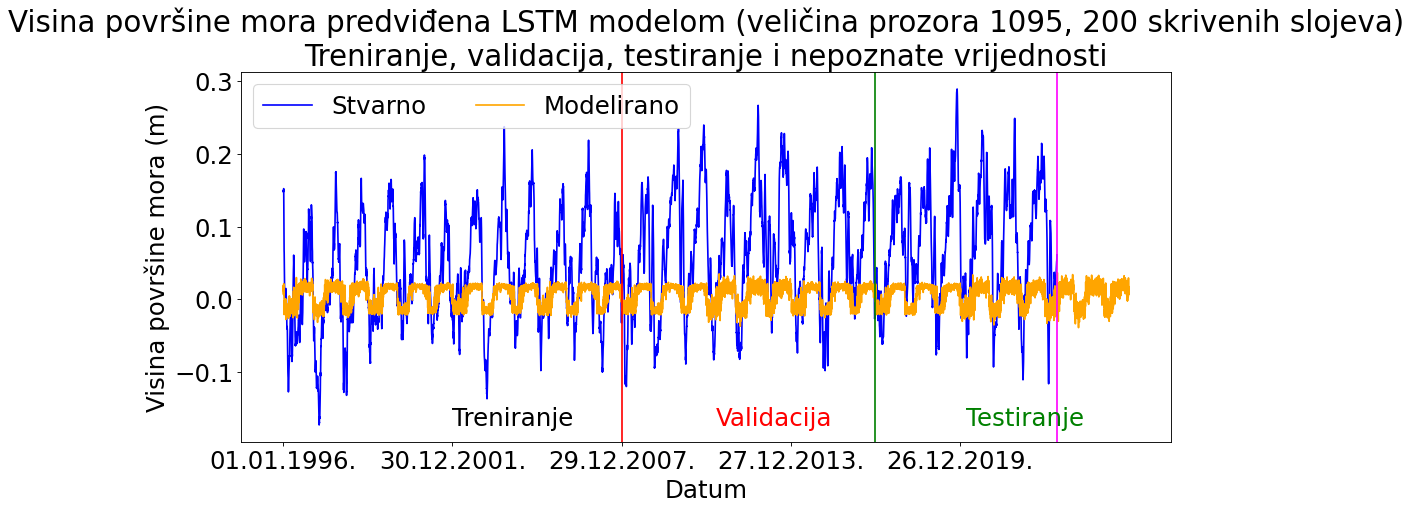 Visina površine mora predviđena LSTM modelom (veličina prozora 1095, 200 skrivenih slojeva)
Treniranje, validacija, testiranje i nepoznate vrijednosti
Stvarno
Modelirano
0.3
0.2
0.1
0.0
−0.1
Visina površine mora (m)
Treniranje
Validacija
Testiranje
01.01.1996.
30.12.2001.
29.12.2007.
27.12.2013.
26.12.2019.
Datum